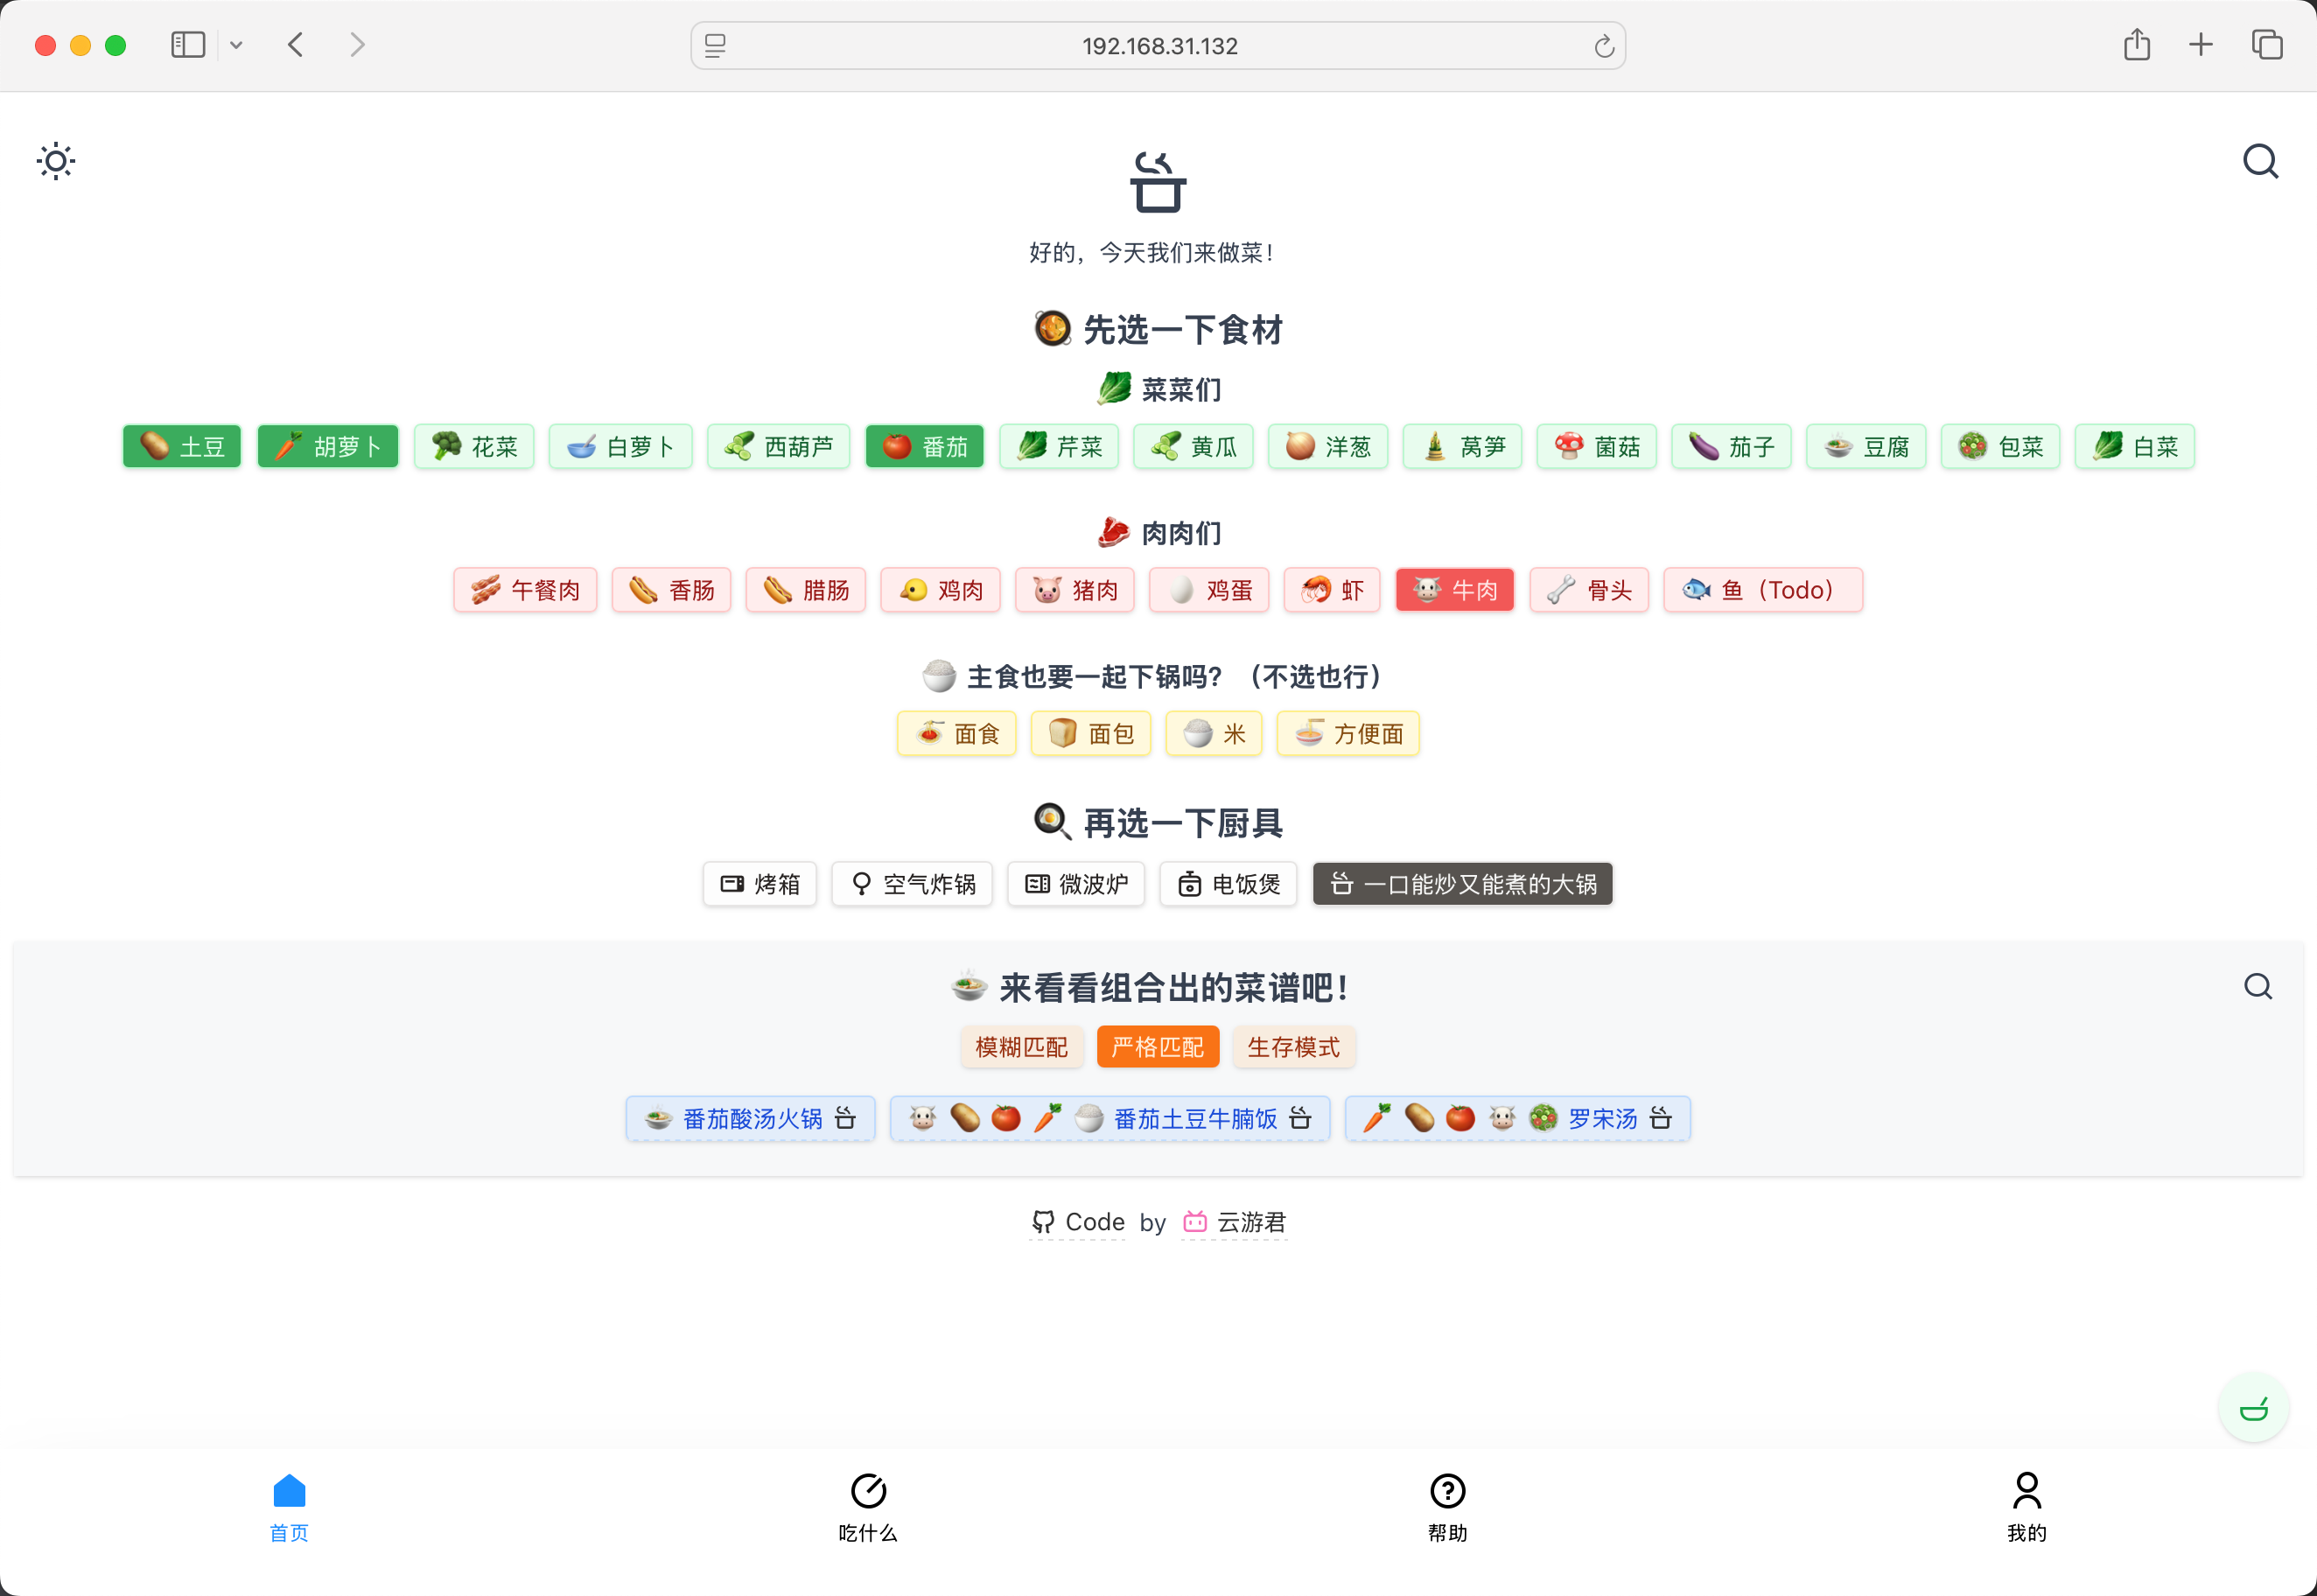 192.168.31.132
好的，今天我们来做菜！
先选一下食材
菜菜们
土豆 胡萝卜 花菜 白萝卜 西葫芦 番茄 芹菜 黄瓜 洋葱 莴笋 菌菇 茄子 豆腐 包菜 白菜
肉肉们
午餐肉 香肠 腊肠 鸡肉 猪肉 鸡蛋 虾 牛肉 骨头 鱼（Todo）
主食也要一起下锅吗？（不选也行）
面食 面包 米 方便面
再选一下厨具
烤箱 空气炸锅 微波炉 电饭煲 一口能炒又能煮的大锅
来看看组合出的菜谱吧！
模糊匹配 严格匹配 生存模式
番茄酸汤火锅 番茄土豆牛腩饭 罗宋汤
Code by 云游君
首页 吃什么 帮助 我的